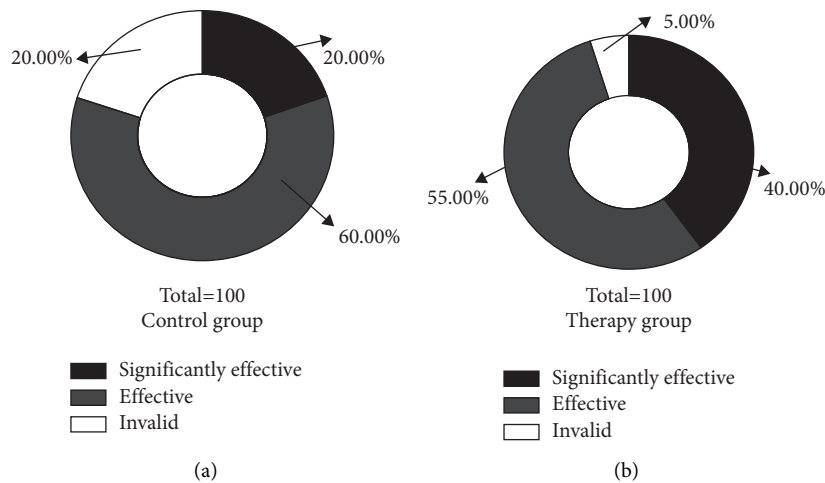 20.00%
20.00%
60.00%
Total=100
Control group
Significantly effective
Effective
Invalid
(a)
5.00%
55.00%
40.00%
Total=100
Therapy group
Significantly effective
Effective
Invalid
(b)